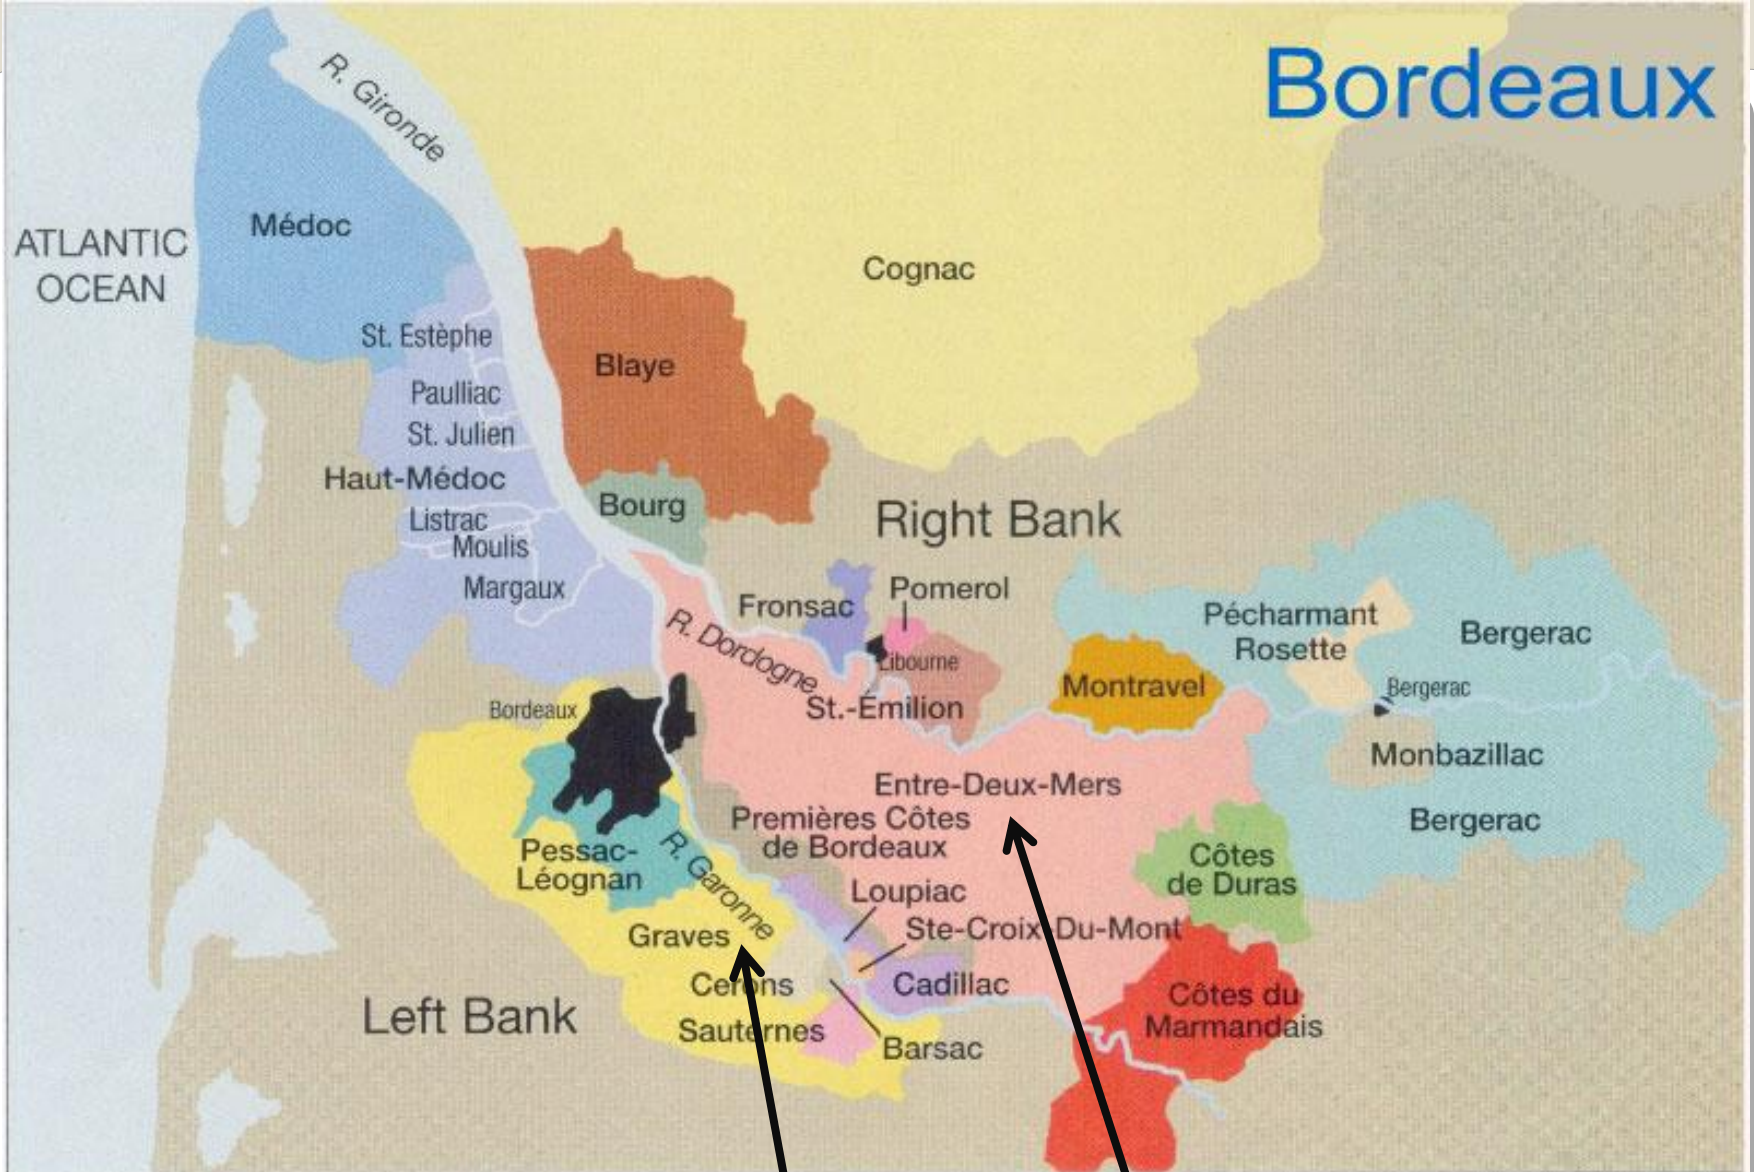 Bordeaux
R. Gironde
ATLANTIC
OCEAN
Médoc
Cognac
St. Estèphe
Blaye
Paulliac
St. Julien
Haut-Médoc
Bourg
Listrac
Moulis
Right Bank
Margaux
Fronsac
Pomerol
R. Dordogne
Libourne
Pécharmant
Rosette
Bergerac
Montravel
Bergerac
Bordeaux
St.-Émilion
Monbazillac
Entre-Deux-Mers
Premières Côtes
de Bordeaux
Bergerac
Pessac-
Léognan
R. Garonne
Côtes
de Duras
Loupiac
Ste-Croix-Du-Mont
Graves
Cerons
Cadillac
Côtes du
Marmandais
Left Bank
Sauternes
Barsac